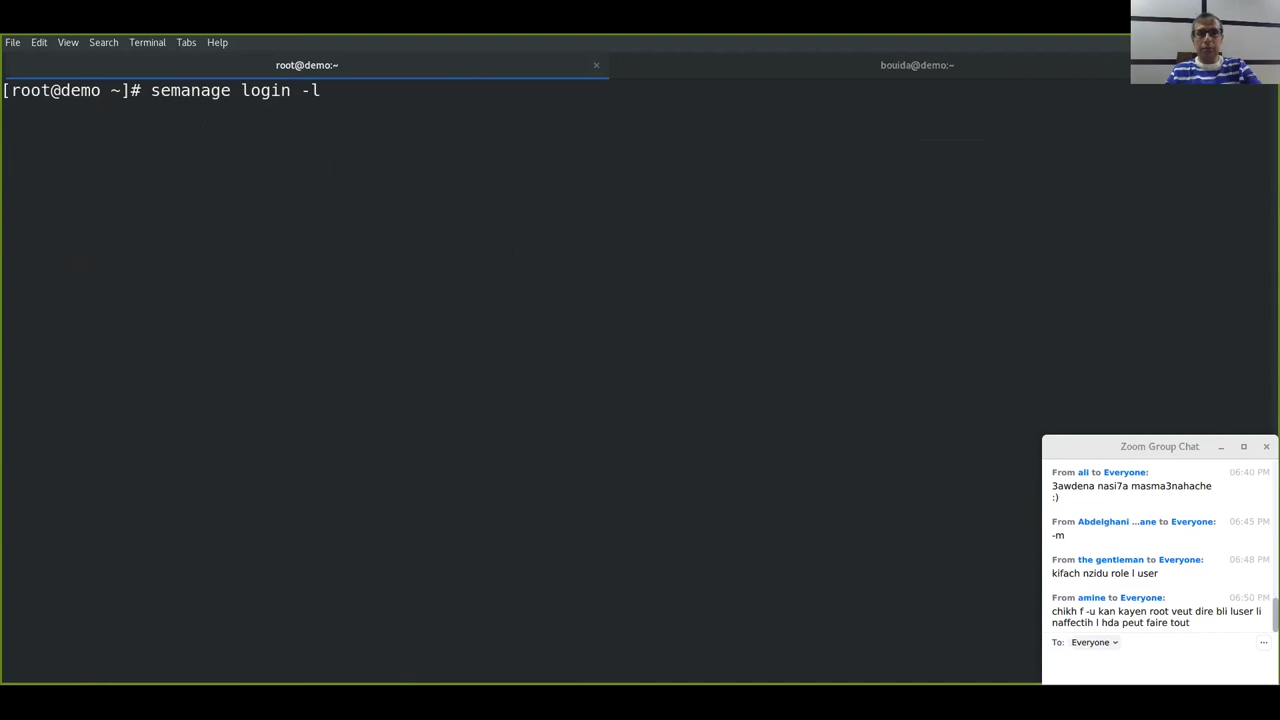 File Edit View Search Terminal Tabs Help
root@demo:~ × bouida@demo:~
[root@demo ~]# semanage login -l
Zoom Group Chat
From ali to Everyone: 06:40 PM
3awdena nasi7a masma3nahache
:)
From Abdelghani ...ane to Everyone: 06:45 PM
-m
From the gentleman to Everyone: 06:48 PM
kifach nzidu role l user
From amine to Everyone: 06:50 PM
chikh f -u kan kayen root veut dire bli luser li
naffectih l hda peut faire tout
To: Everyone